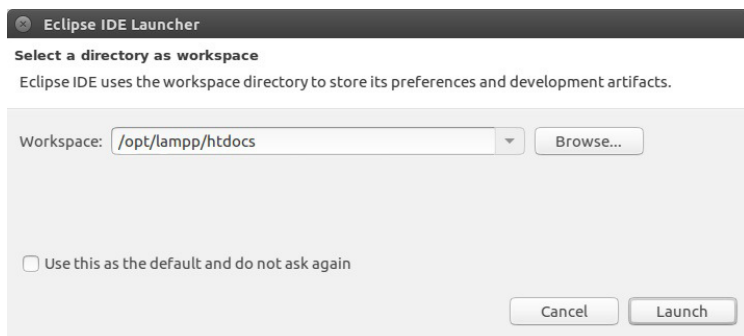 Eclipse IDE Launcher
Select a directory as workspace
Eclipse IDE uses the workspace directory to store its preferences and development artifacts.
Workspace: /opt/lampp/htdocs Browse...
Use this as the default and do not ask again
Cancel Launch